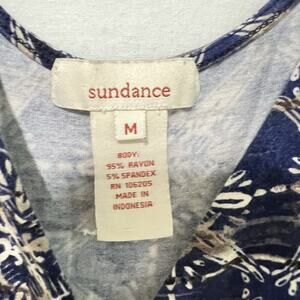 sundance
M
BODY:
95% RAYON
5% SPANDEX
RN 106205
MADE IN
INDONESIA